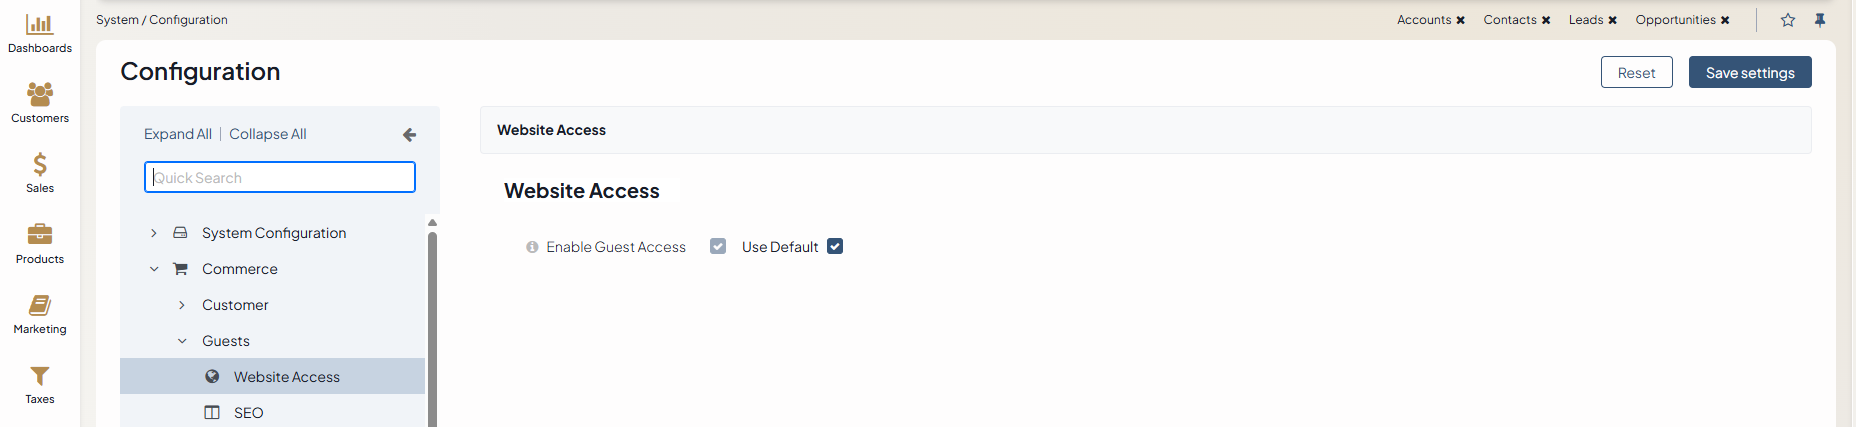 System / Configuration
Accounts ✖ Contacts ✖ Leads ✖ Opportunities ✖
Dashboards
Customers
Sales
Products
Marketing
Taxes
Configuration
Reset
Save settings
Expand All | Collapse All
Quick Search
System Configuration
Commerce
Customer
Guests
Website Access
SEO
Website Access
Website Access
Enable Guest Access
Use Default